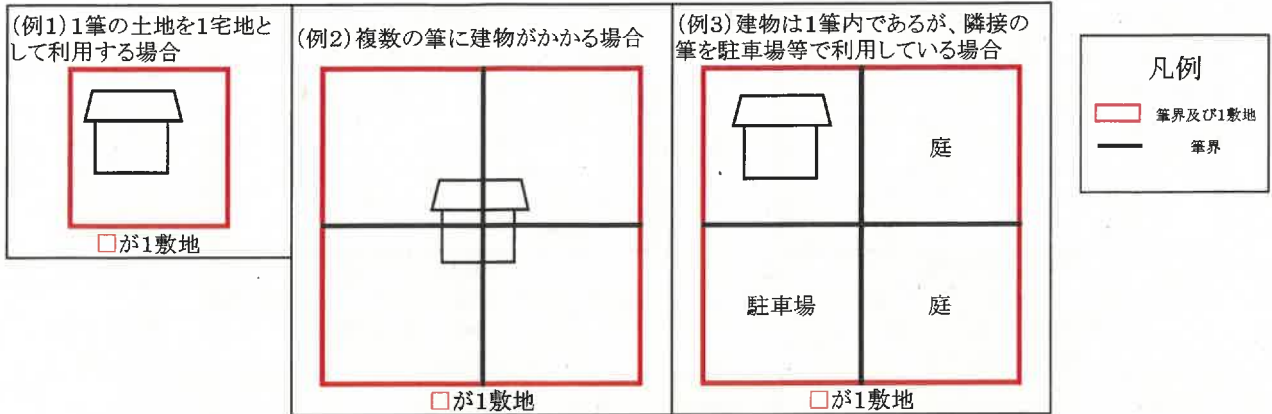 (例1)1筆の土地を1宅地と
して利用する場合
□が1敷地
(例2)複数の筆に建物がかかる場合
□が1敷地
(例3)建物は1筆内であるが、隣接の
筆を駐車場等で利用している場合
庭
駐車場
庭
□が1敷地
凡例
筆界及び1敷地
筆界